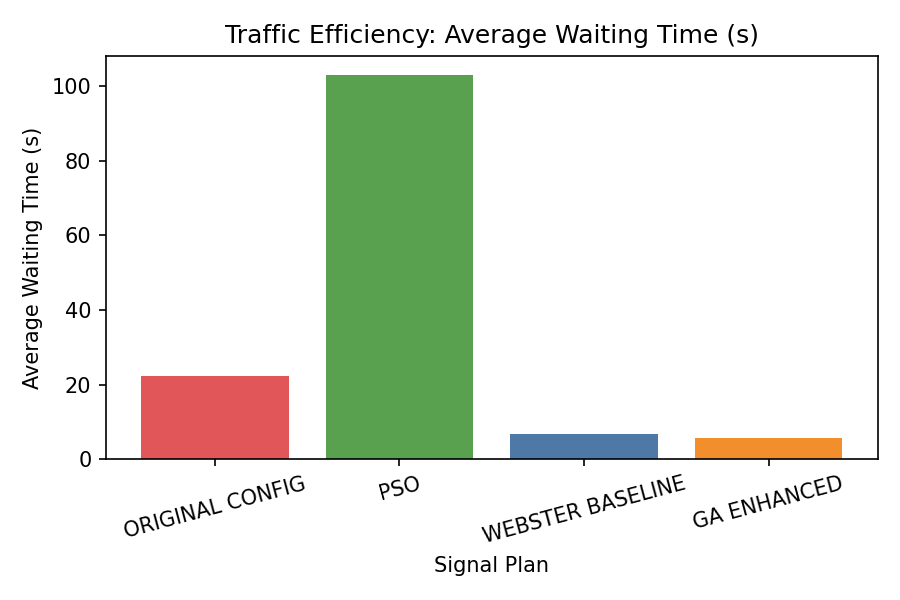 Traffic Efficiency: Average Waiting Time (s)
Average Waiting Time (s)
100
80
60
40
20
0
ORIGINAL CONFIG
PSO
WEBSTER BASELINE
GA ENHANCED
Signal Plan